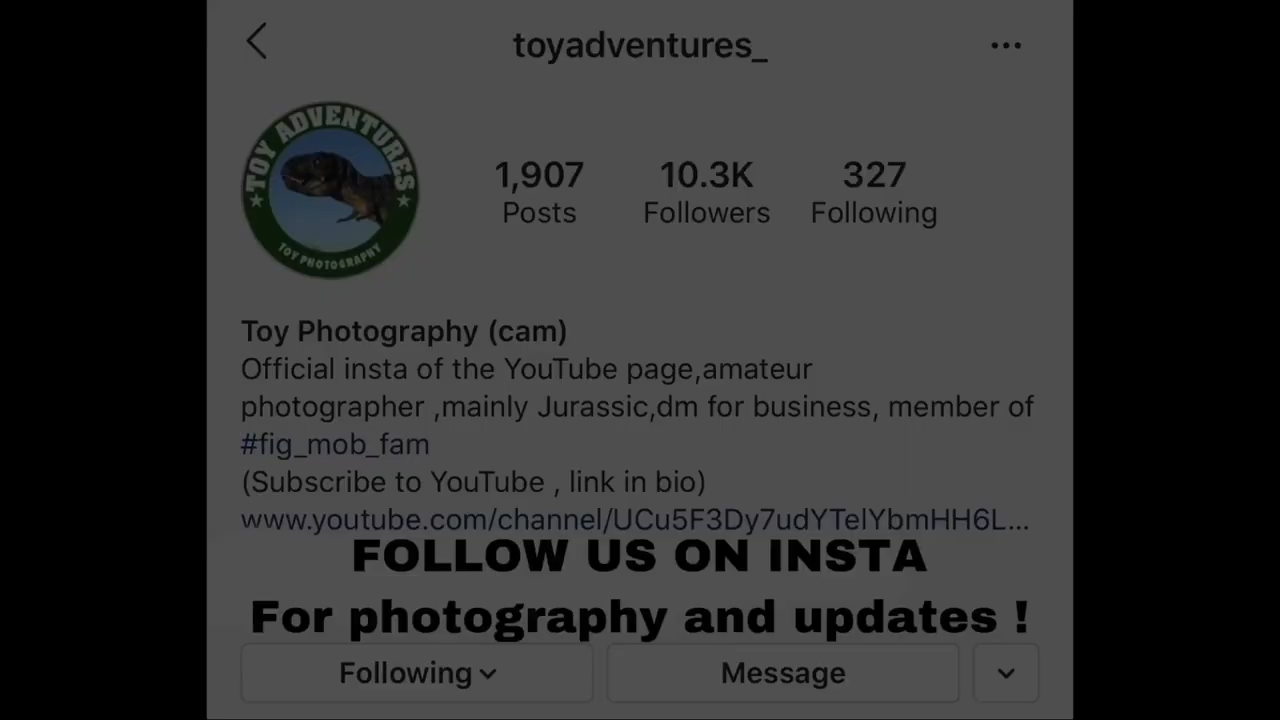 toyadventures_
TOY ADVENTURES
TOY PHOTOGRAPHY
1,907 10.3K 327
Posts Followers Following
Toy Photography (cam)
Official insta of the YouTube page,amateur
photographer ,mainly Jurassic,dm for business, member of
#fig_mob_fam
(Subscribe to YouTube , link in bio)
www.youtube.com/channel/UCu5F3Dy7udYTelYbmHH6L...
FOLLOW US ON INSTA
For photography and updates !
Following Message